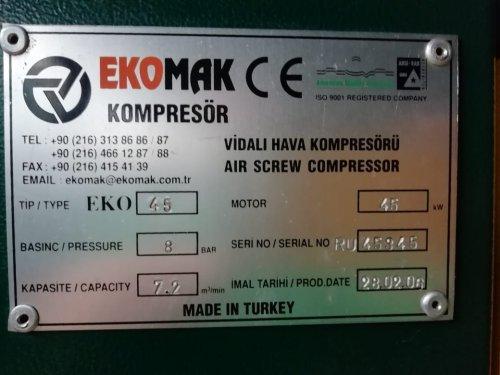 EKOMAK CE
KOMPRESÖR
ISO 9001 REGISTERED COMPANY
TEL : +90 (216) 313 86 86 / 87
+90 (216) 466 12 87 / 88
FAX : +90 (216) 415 41 39
EMAIL : ekomak@ekomak.com.tr
VİDALI HAVA KOMPRESÖRÜ
AIR SCREW COMPRESSOR
TİP / TYPE EKO 45 MOTOR 45 kW
BASINC / PRESSURE 8 BAR SERİ NO / SERIAL NO RU 45945
KAPASİTE / CAPACITY 7.2 m³/min İMAL TARİHİ / PROD.DATE 28.02.06
MADE IN TURKEY